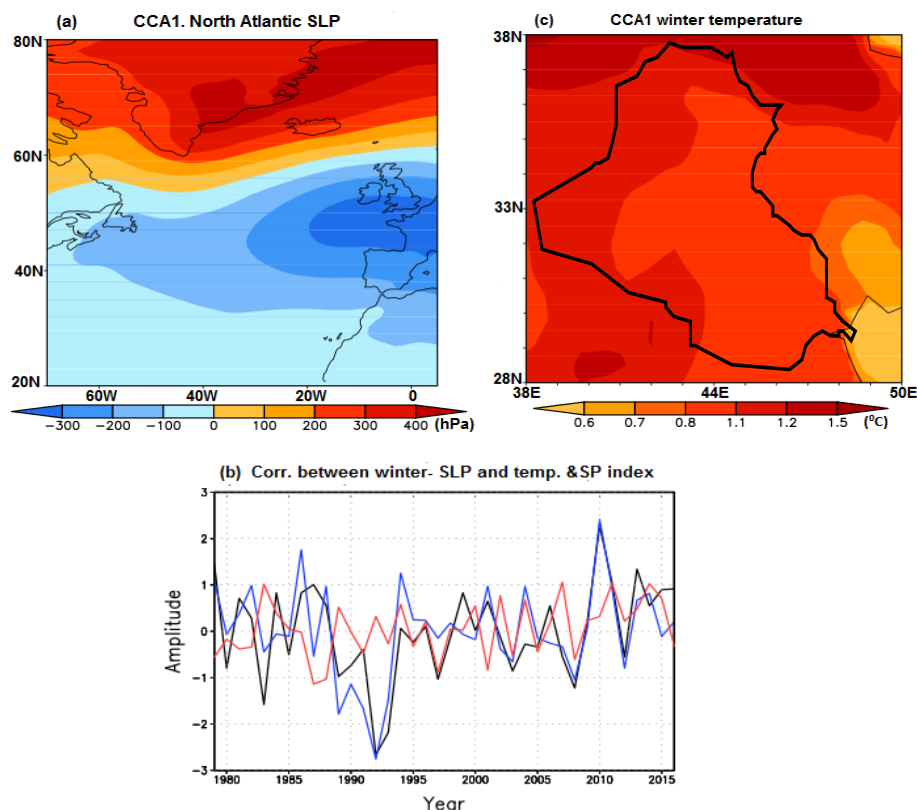 (a) CCA1. North Atlantic SLP
80N
60N
40N
20N
60W 40W 20W 0
−300 −200 −100 0 100 200 300 400 (hPa)
(c) CCA1 winter temperature
38N
33N
28N
38E 44E 50E
0.6 0.7 0.8 1.1 1.2 1.5 (⁰C)
(b) Corr. between winter- SLP and temp. &SP index
Amplitude
3
2
1
0
−1
−2
−3
1980 1985 1990 1995 2000 2005 2010 2015
Year